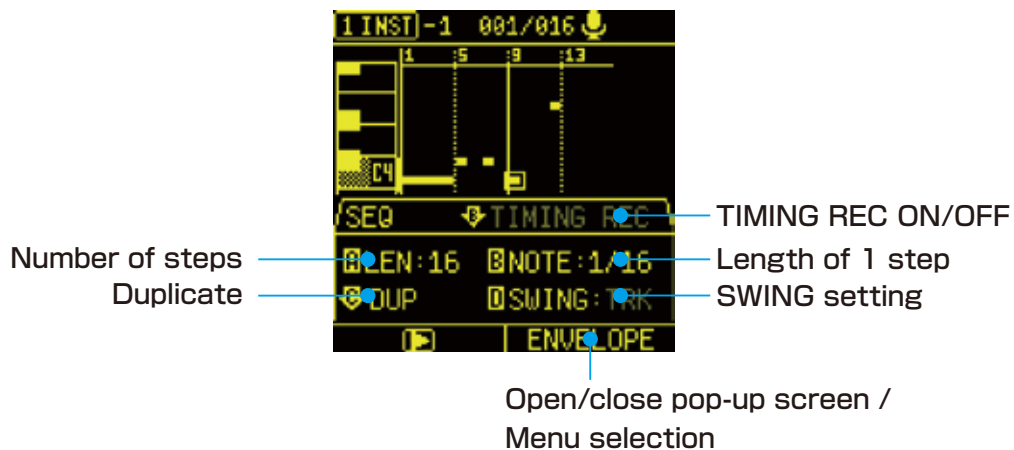 1 INST -1 001/016
1 5 9 13
C4
SEQ B TIMING REC
TIMING REC ON/OFF
Number of steps
A LEN:16 B NOTE:1/16
Length of 1 step
Duplicate
C DUP D SWING:TRK
SWING setting
ENVELOPE
Open/close pop-up screen /
Menu selection